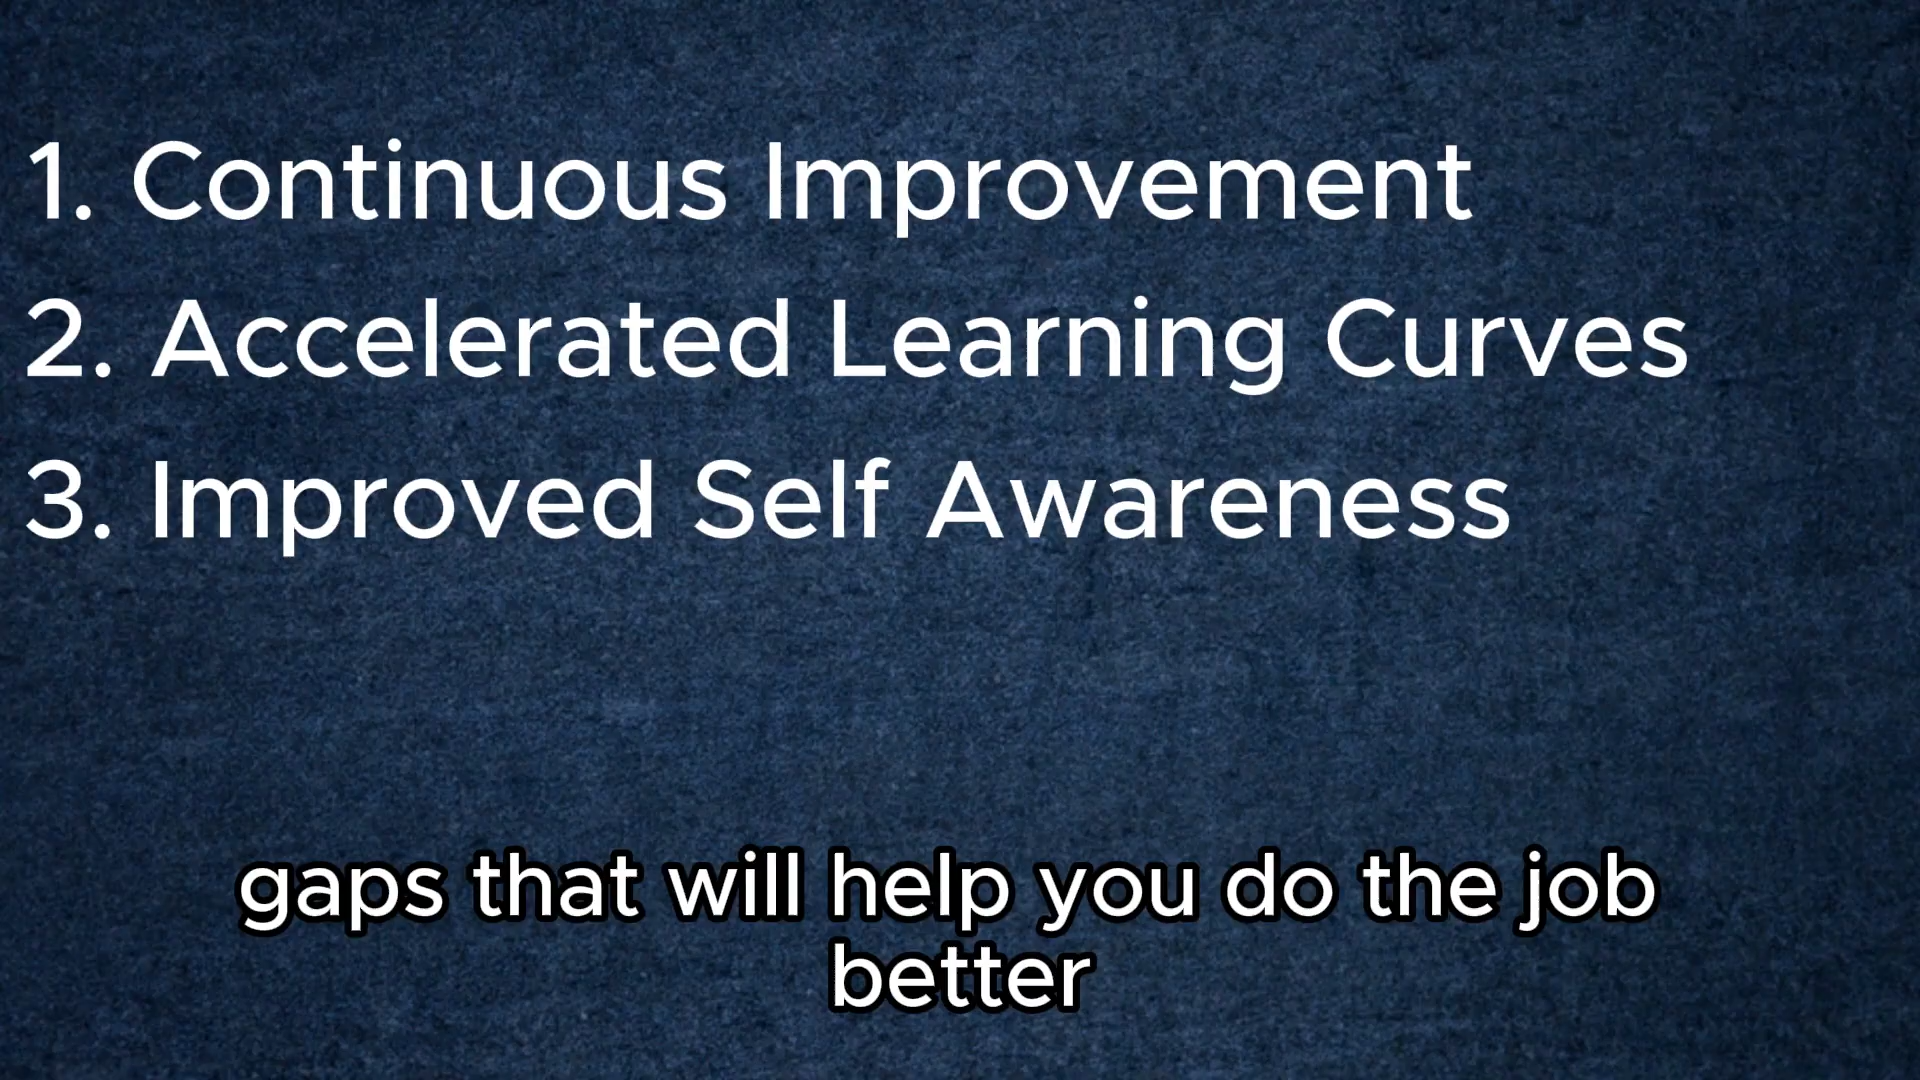 1. Continuous Improvement
2. Accelerated Learning Curves
3. Improved Self Awareness
gaps that will help you do the job
better